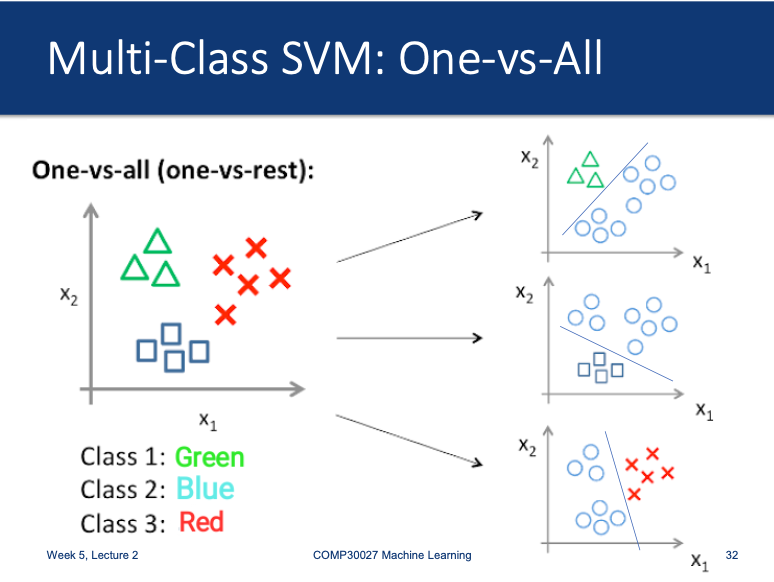 Multi-Class SVM: One-vs-All
One-vs-all (one-vs-rest):
x2
x1
x2
x1
x2
x1
x2
x1
Class 1: Green
Class 2: Blue
Class 3: Red
Week 5, Lecture 2
COMP30027 Machine Learning
32